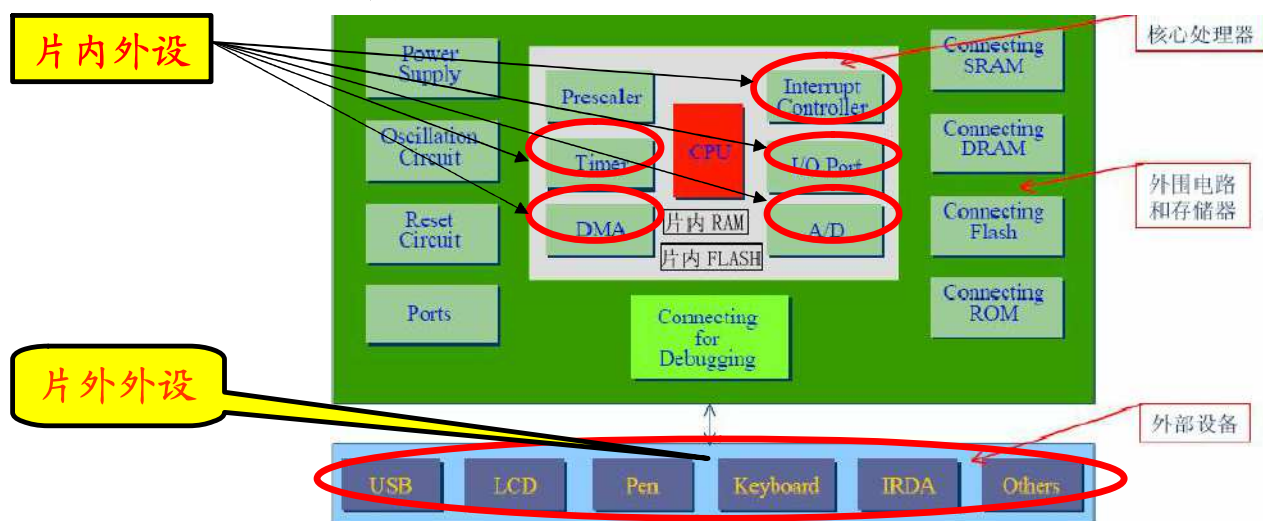 片内外设
Power
Supply
Oscillation
Circuit
Reset
Circuit
Ports
Prescaler
Timer
DMA
CPU
片内 RAM
片内 FLASH
Interrupt
Controller
I/O Port
A/D
Connecting
for
Debugging
Connecting
SRAM
Connecting
DRAM
Connecting
Flash
Connecting
ROM
核心处理器
外围电路
和存储器
片外外设
外部设备
USB
LCD
Pen
Keyboard
IRDA
Others